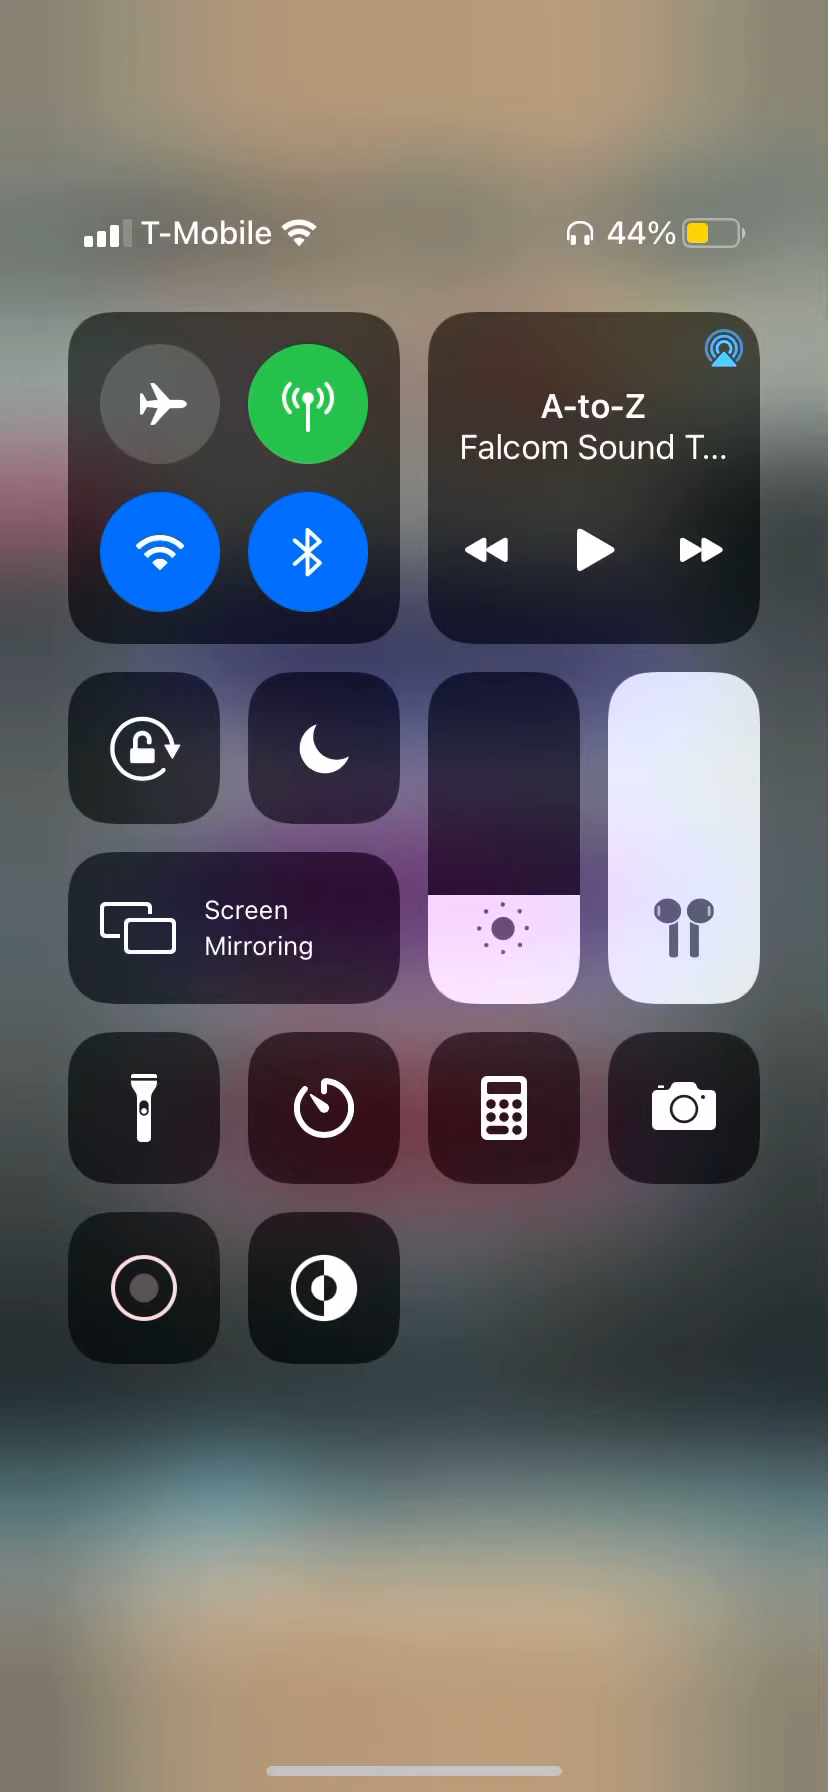 T-Mobile 44%
A-to-Z
Falcom Sound T...
Screen
Mirroring